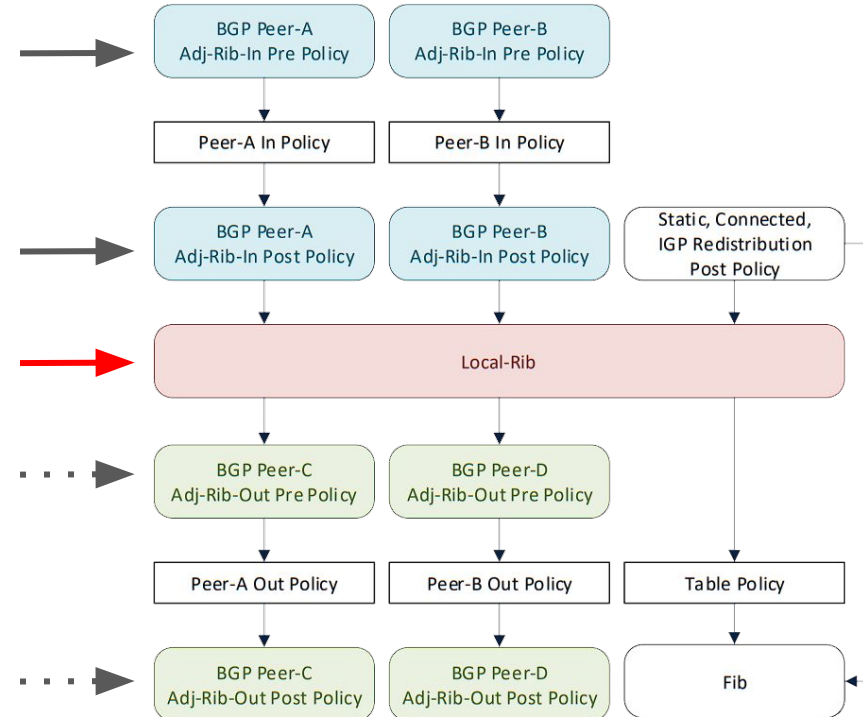 BGP Peer-A
Adj-Rib-In Pre Policy
BGP Peer-B
Adj-Rib-In Pre Policy
Peer-A In Policy
Peer-B In Policy
BGP Peer-A
Adj-Rib-In Post Policy
BGP Peer-B
Adj-Rib-In Post Policy
Static, Connected,
IGP Redistribution
Post Policy
Local-Rib
BGP Peer-C
Adj-Rib-Out Pre Policy
BGP Peer-D
Adj-Rib-Out Pre Policy
Peer-A Out Policy
Peer-B Out Policy
Table Policy
BGP Peer-C
Adj-Rib-Out Post Policy
BGP Peer-D
Adj-Rib-Out Post Policy
Fib